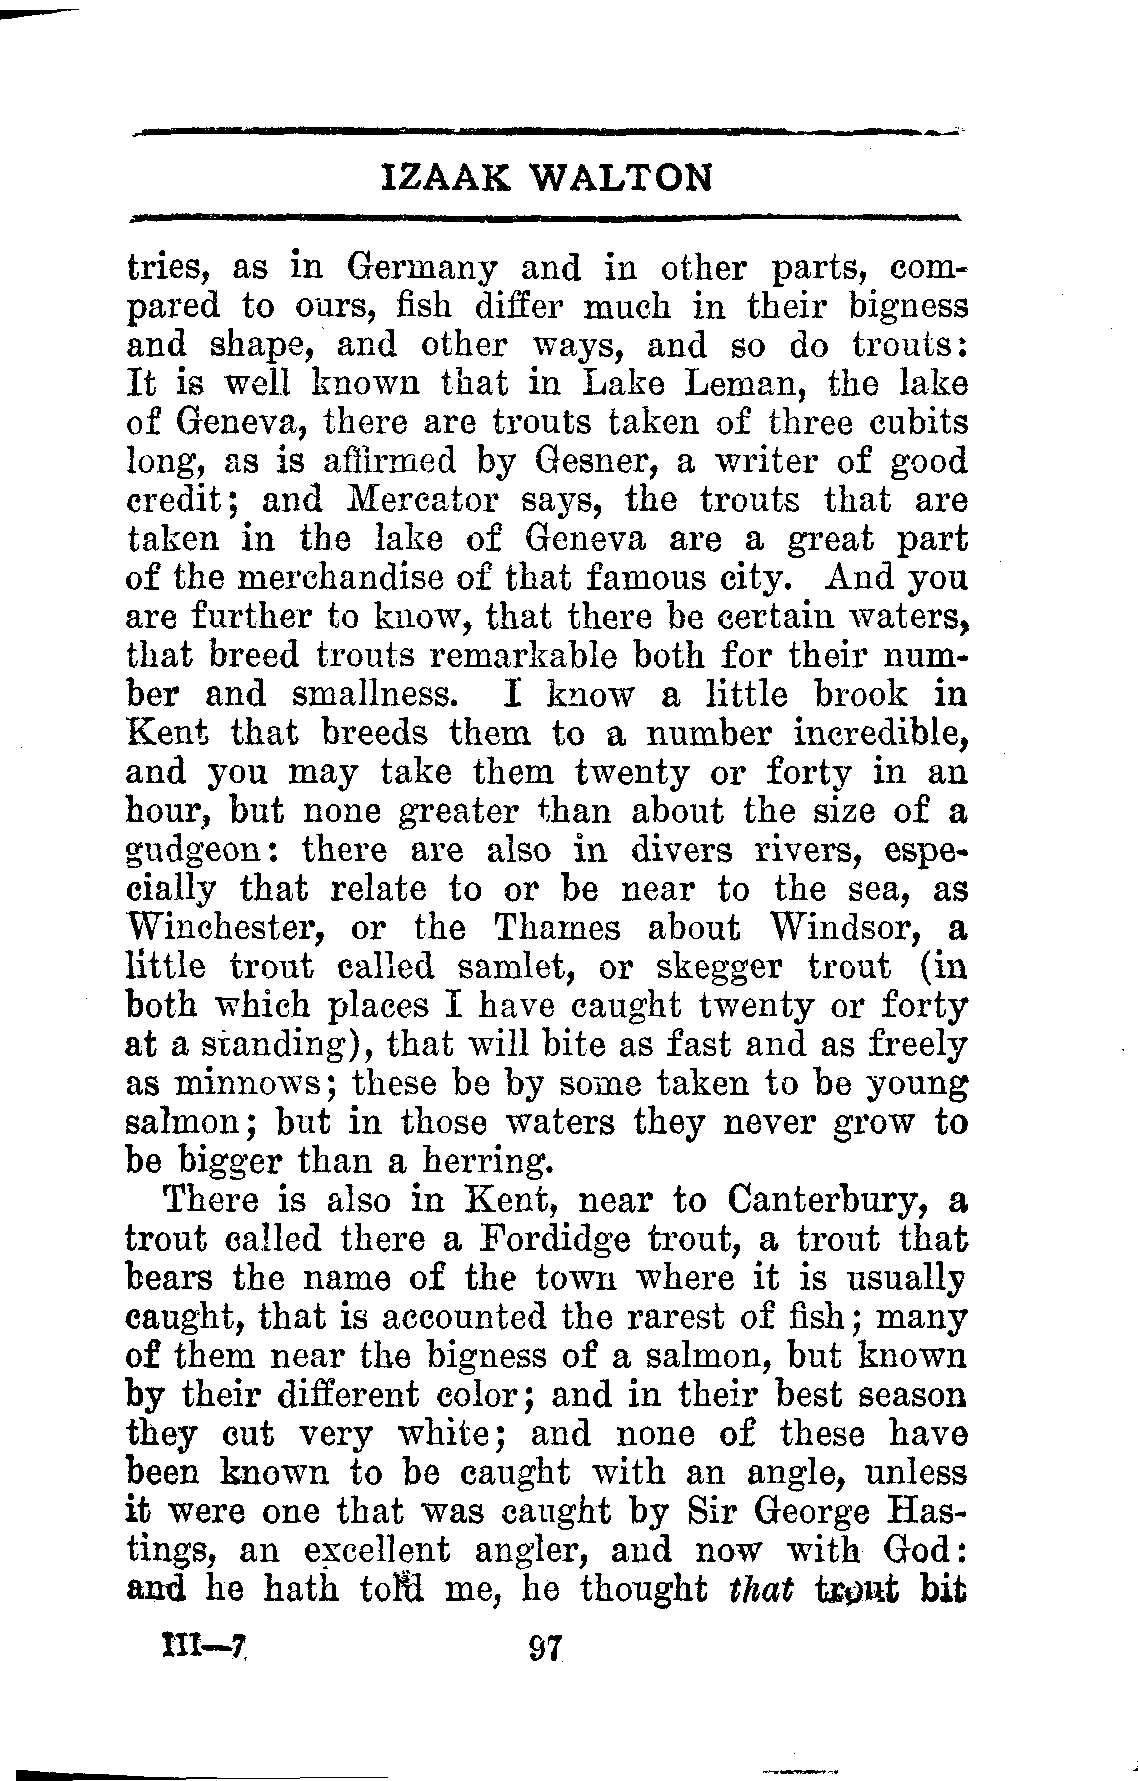 IZAAK WALTON
tries, as in Germany and in other parts, com-
pared to ours, fish differ much in their bigness
and shape, and other ways, and so do trouts:
It is well known that in Lake Leman, the lake
of Geneva, there are trouts taken of three cubits
long, as is affirmed by Gesner, a writer of good
credit; and Mercator says, the trouts that are
taken in the lake of Geneva are a great part
of the merchandise of that famous city. And you
are further to know, that there be certain waters,
that breed trouts remarkable both for their num-
ber and smallness. I know a little brook in
Kent that breeds them to a number incredible,
and you may take them twenty or forty in an
hour, but none greater than about the size of a
gudgeon: there are also in divers rivers, espe-
cially that relate to or be near to the sea, as
Winchester, or the Thames about Windsor, a
little trout called samlet, or skegger trout (in
both which places I have caught twenty or forty
at a standing), that will bite as fast and as freely
as minnows; these be by some taken to be young
salmon; but in those waters they never grow to
be bigger than a herring.
There is also in Kent, near to Canterbury, a
trout called there a Fordidge trout, a trout that
bears the name of the town where it is usually
caught, that is accounted the rarest of fish; many
of them near the bigness of a salmon, but known
by their different color; and in their best season
they cut very white; and none of these have
been known to be caught with an angle, unless
it were one that was caught by Sir George Has-
tings, an excellent angler, and now with God:
and he hath told me, he thought that trout bit
III—7 97